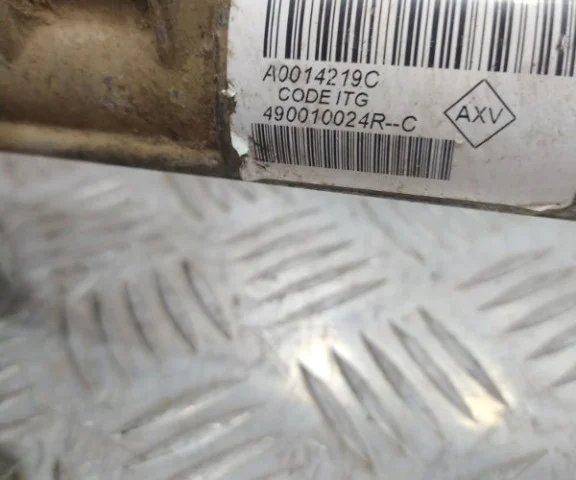 A0014219C
CODE ITG
490010024R--C
AXV